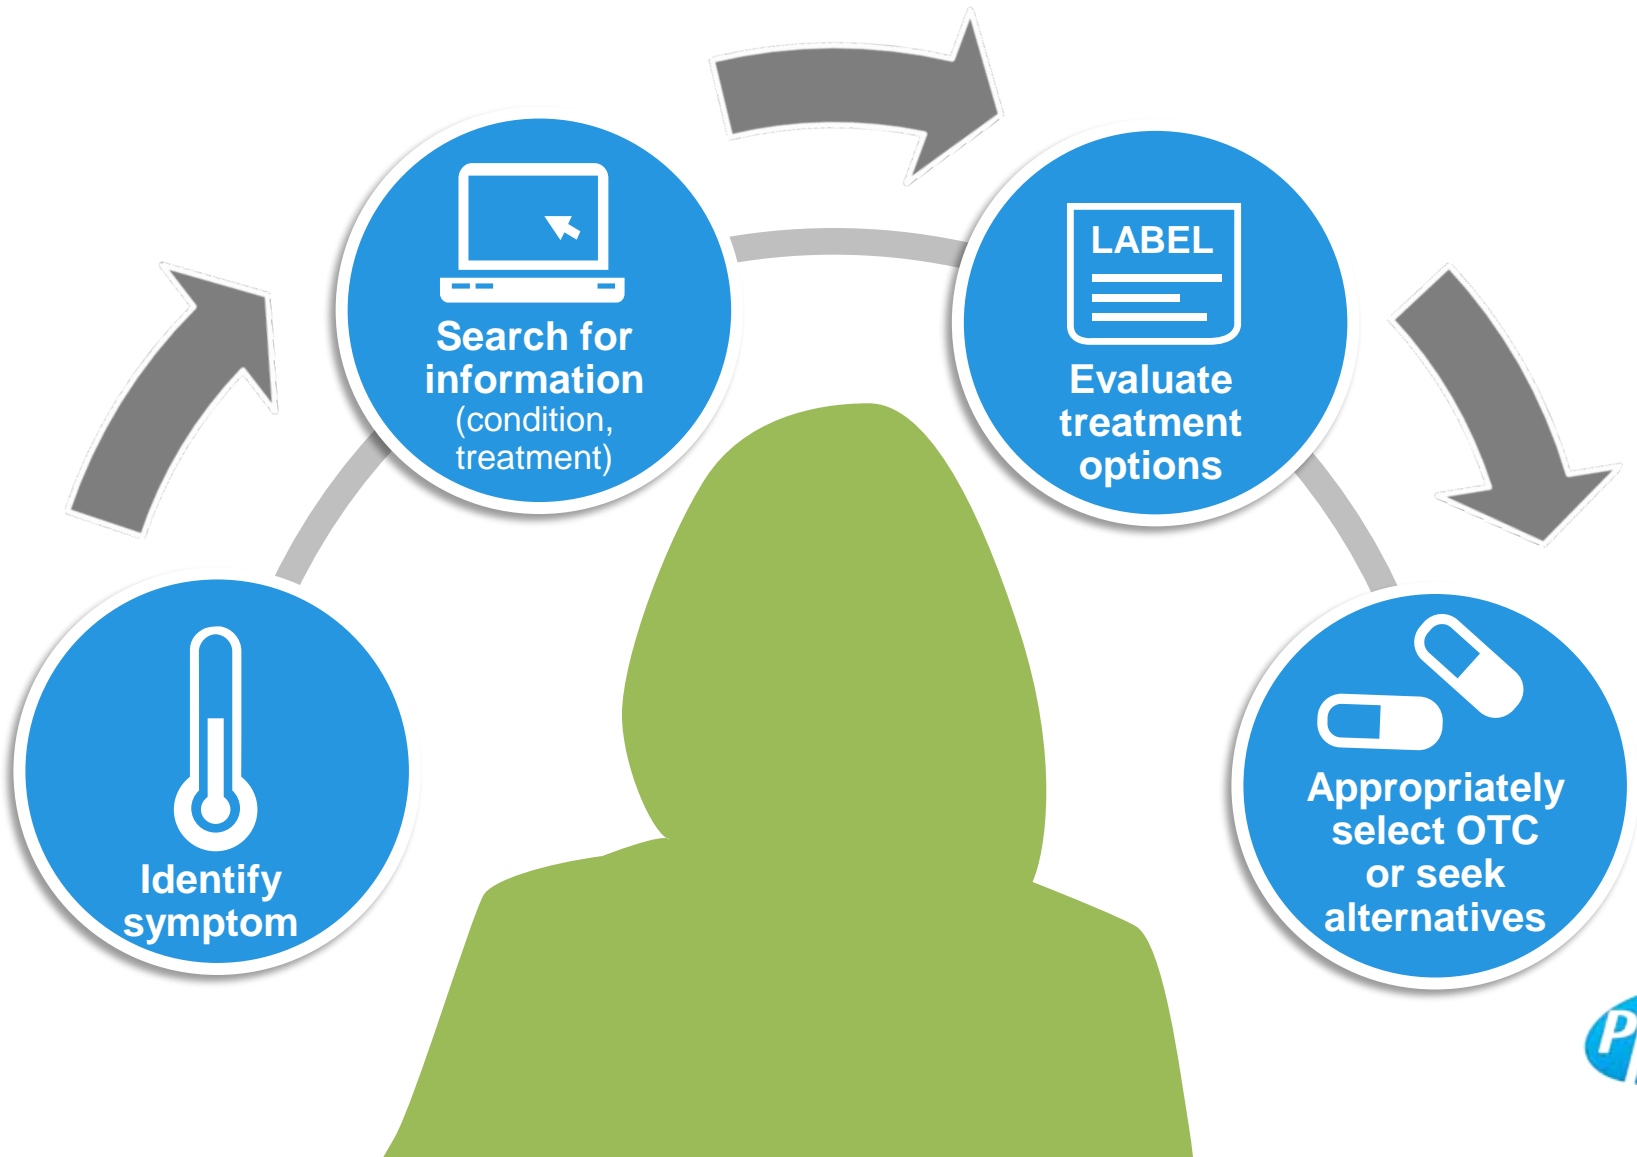 Search for
information
(condition,
treatment)
LABEL
Evaluate
treatment
options
Identify
symptom
Appropriately
select OTC
or seek
alternatives